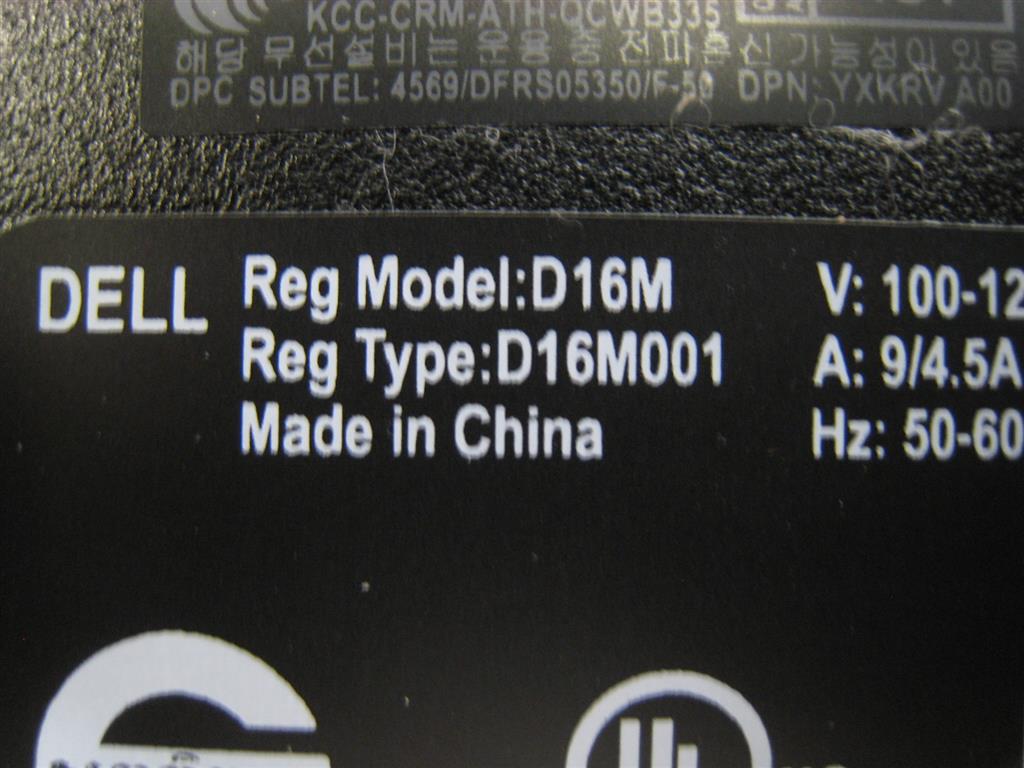 KCC-CRM-ATH-QCWB335
해당 무선설비는 운용 중 전파혼신 가능성이 있음
DPC SUBTEL: 4569/DFRS05350/F-50 DPN: YXKRV A00
DELL
Reg Model:D16M
Reg Type:D16M001
Made in China
V: 100-12
A: 9/4.5A
Hz: 50-60